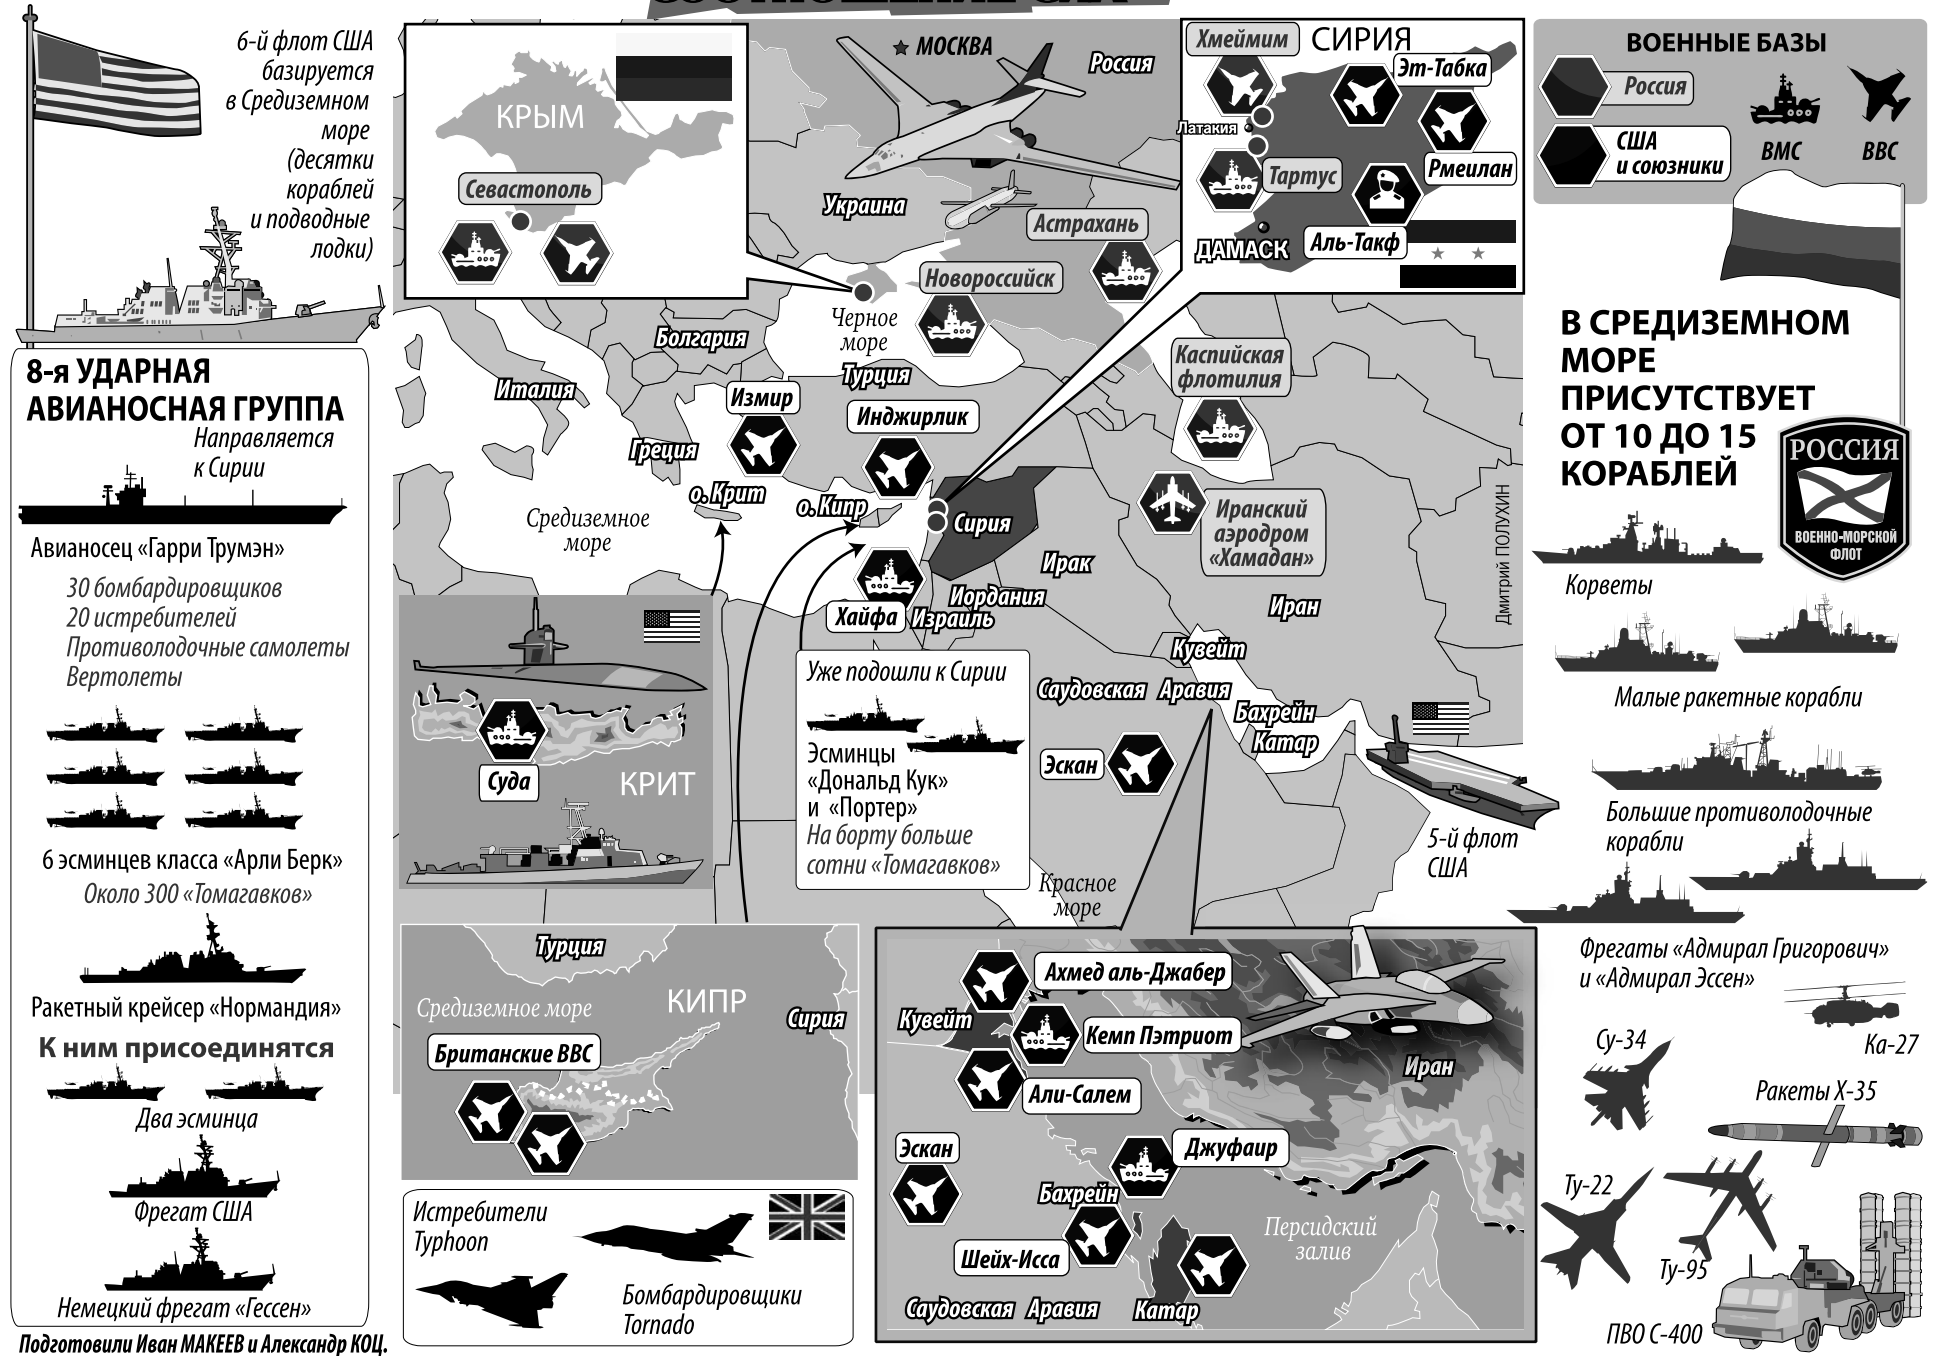 6-й флот США
базируется
в Средиземном
море
(десятки
кораблей
и подводные
лодки)
8-я УДАРНАЯ
АВИАНОСНАЯ ГРУППА
Направляется
к Сирии
Авианосец «Гарри Трумэн»
30 бомбардировщиков
20 истребителей
Противолодочные самолеты
Вертолеты
6 эсминцев класса «Арли Берк»
Около 300 «Томагавков»
Ракетный крейсер «Нормандия»
К ним присоединятся
Два эсминца
Фрегат США
Немецкий фрегат «Гессен»
Подготовили Иван МАКЕЕВ и Александр КОЦ.
КРЫМ
Севастополь
МОСКВА
Россия
Украина
Астрахань
Новороссийск
Черное
море
Болгария
Италия
Турция
Измир
Инджирлик
Греция
о. Крит
о. Кипр
Средиземное
море
Сирия
Каспийская
флотилия
Иранский
аэродром
«Хамадан»
Ирак
Иордания
Хайфа
Израиль
Иран
Кувейт
Саудовская Аравия
Бахрейн
Катар
Эскан
Красное
море
5-й флот
США
Дмитрий ПОЛУХИН
Хмеймим
СИРИЯ
Эт-Табка
Латакия
Рмеилан
Тартус
Аль-Такф
ДАМАСК
Суда
КРИТ
Уже подошли к Сирии
Эсминцы
«Дональд Кук»
и «Портер»
На борту больше
сотни «Томагавков»
Турция
Средиземное море
КИПР
Сирия
Британские ВВС
Истребители
Typhoon
Бомбардировщики
Tornado
Ахмед аль-Джабер
Кувейт
Кемп Пэтриот
Али-Салем
Иран
Эскан
Джуфаир
Бахрейн
Шейх-Исса
Персидский
залив
Саудовская Аравия
Катар
ВОЕННЫЕ БАЗЫ
Россия
США
и союзники
ВМС
ВВС
В СРЕДИЗЕМНОМ
МОРЕ
ПРИСУТСТВУЕТ
ОТ 10 ДО 15
КОРАБЛЕЙ
РОССИЯ
ВОЕННО-МОРСКОЙ
ФЛОТ
Корветы
Малые ракетные корабли
Большие противолодочные
корабли
Фрегаты «Адмирал Григорович»
и «Адмирал Эссен»
Ка-27
Су-34
Ракеты Х-35
Ту-22
Ту-95
ПВО С-400